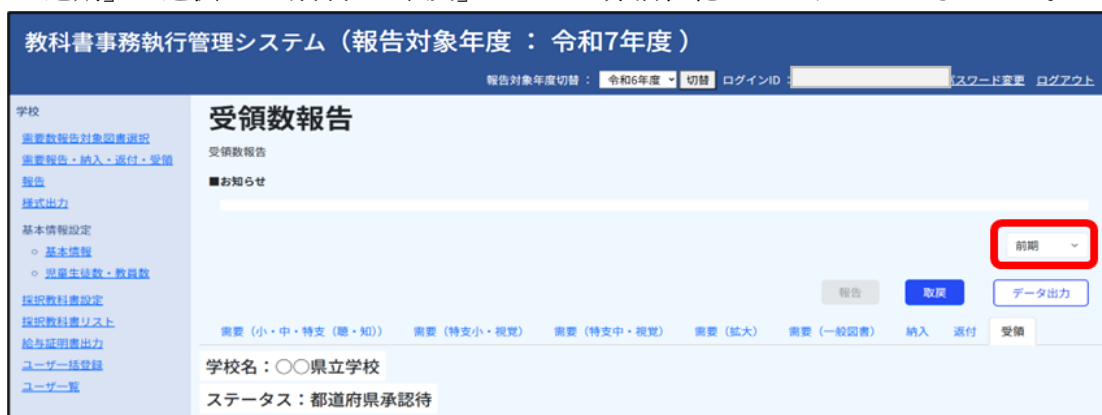 教科書事務執行管理システム（報告対象年度 ： 令和7年度 ）
報告対象年度切替 ： 令和6年度 切替 ログインID ： スワード変更 ログアウト
学校
需要数報告対象図書選択
需要報告・納入・返付・受領
報告
様式出力
基本情報設定
基本情報
児童生徒数・教員数
採択教科書設定
採択教科書リスト
給与証明書出力
ユーザ一括登録
ユーザ一覧
受領数報告
受領数報告
■お知らせ
前期
報告 取戻 データ出力
需要（小・中・特支（聴・知）） 需要（特支小・視覚） 需要（特支中・視覚） 需要（拡大） 需要（一般図書） 納入 返付 受領
学校名：○○県立学校
ステータス：都道府県承認待